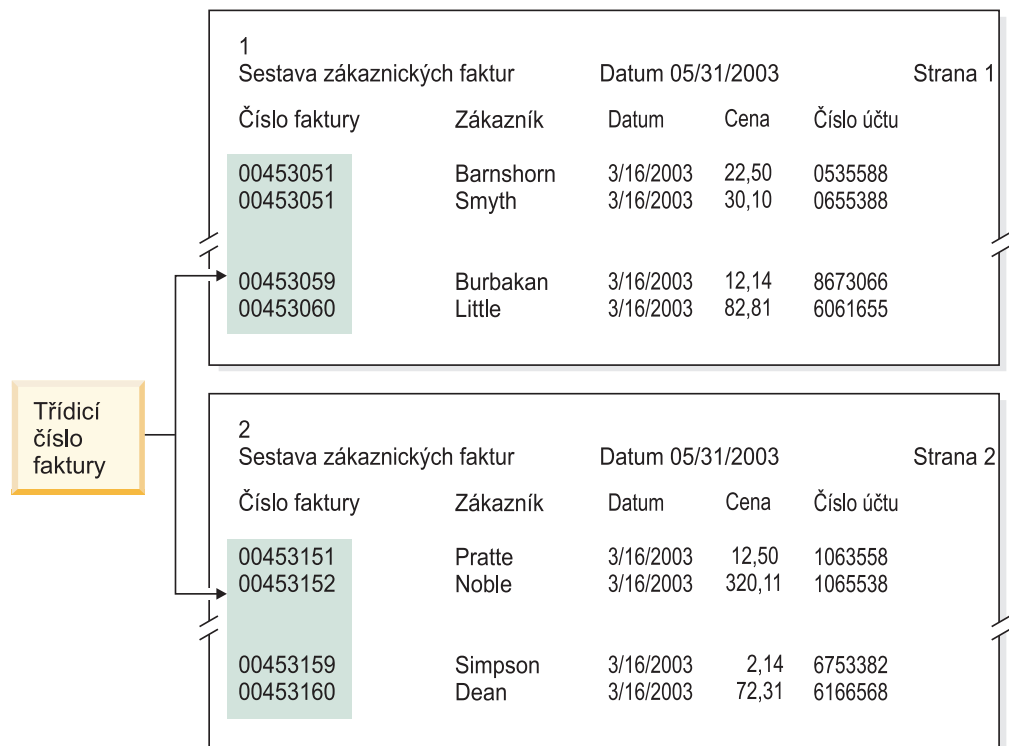 1
Sestava zákaznických faktur Datum 05/31/2003 Strana 1
Číslo faktury Zákazník Datum Cena Číslo účtu
00453051 Barnshorn 3/16/2003 22,50 0535588
00453051 Smyth 3/16/2003 30,10 0655388
00453059 Burbakan 3/16/2003 12,14 8673066
00453060 Little 3/16/2003 82,81 6061655
Třídicí
číslo
faktury
2
Sestava zákaznických faktur Datum 05/31/2003 Strana 2
Číslo faktury Zákazník Datum Cena Číslo účtu
00453151 Pratte 3/16/2003 12,50 1063558
00453152 Noble 3/16/2003 320,11 1065538
00453159 Simpson 3/16/2003 2,14 6753382
00453160 Dean 3/16/2003 72,31 6166568